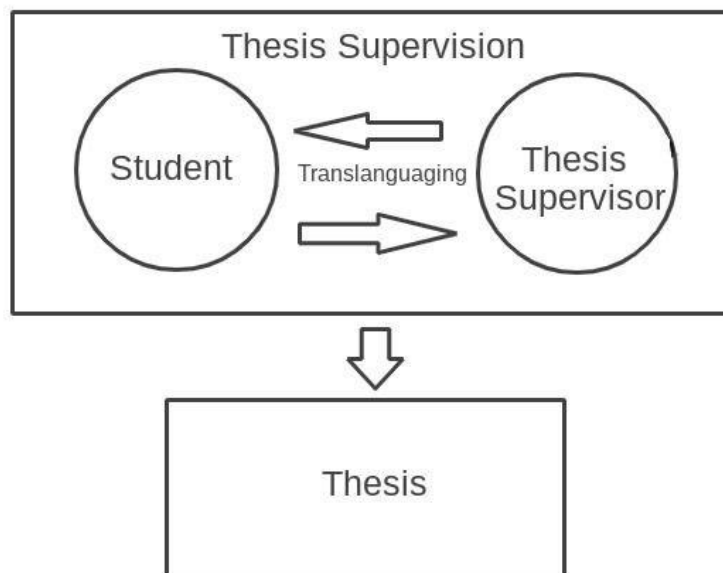 Thesis Supervision
Student
Translanguaging
Thesis
Supervisor
Thesis